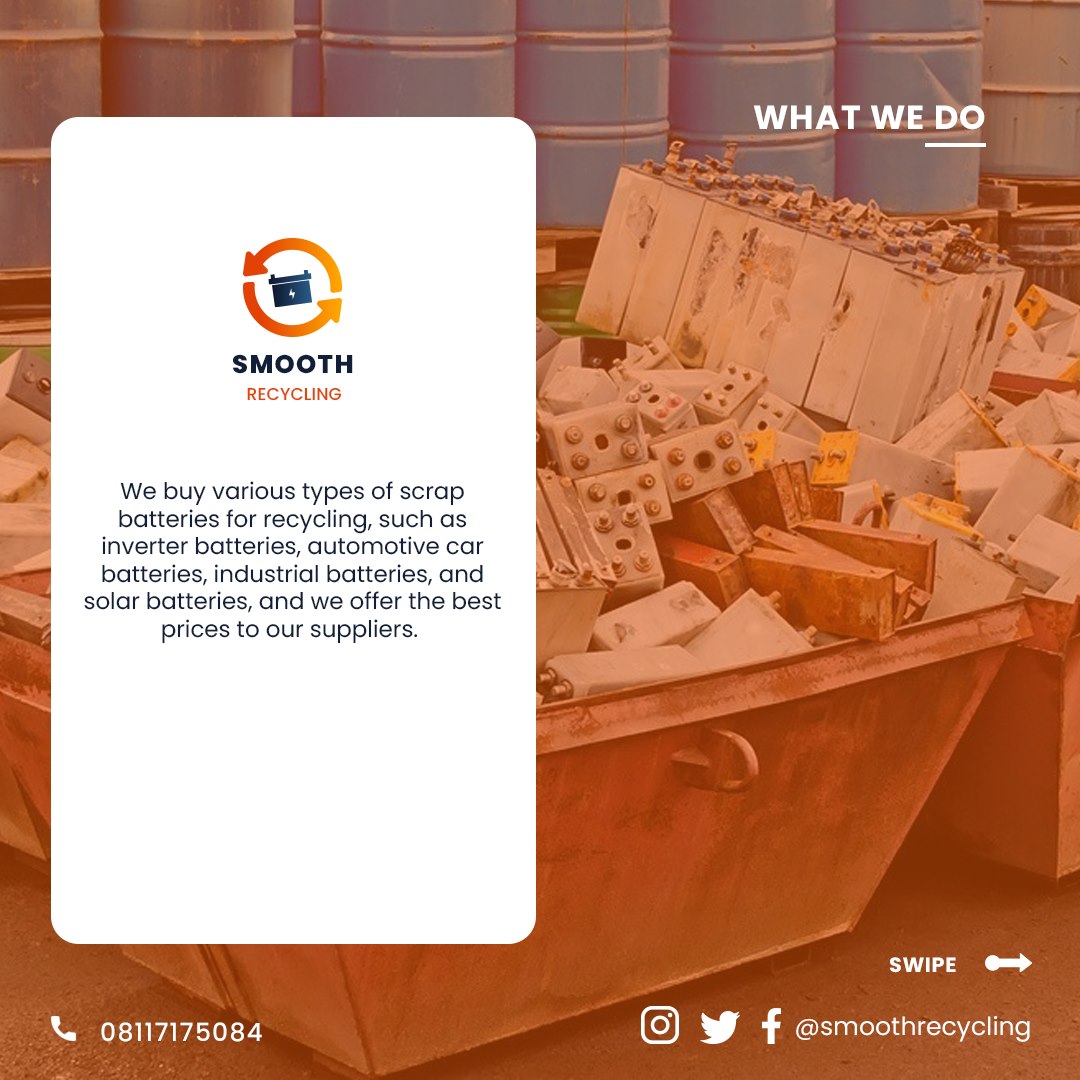 WHAT WE DO
SMOOTH
RECYCLING
We buy various types of scrap
batteries for recycling, such as
inverter batteries, automotive car
batteries, industrial batteries, and
solar batteries, and we offer the best
prices to our suppliers.
SWIPE
08117175084
@smoothrecycling